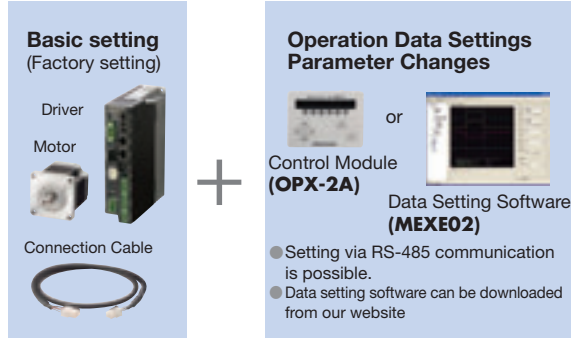 Basic setting
(Factory setting)
Driver
Motor
Connection Cable
+
Operation Data Settings
Parameter Changes
or
Control Module
(OPX-2A)
Data Setting Software
(MEXE02)
Setting via RS-485 communication
is possible.
Data setting software can be downloaded
from our website